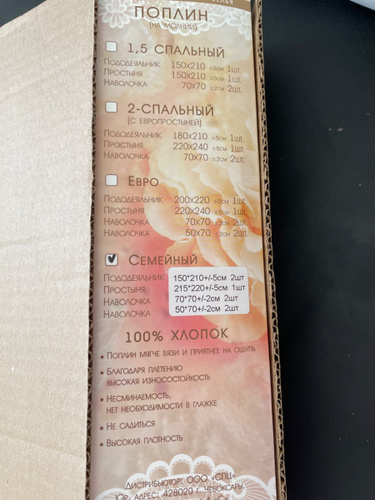 ПОПЛИН
(НА МОЛНИИ)
1,5 СПАЛЬНЫЙ
ПОДОДЕЯЛЬНИК 150х210 ±5см 1шт.
ПРОСТЫНЯ 150х210 ±5см 1шт.
НАВОЛОЧКА 70х70 ±2см 2шт.
2-СПАЛЬНЫЙ
(С ЕВРОПРОСТЫНЕЙ)
ПОДОДЕЯЛЬНИК 180х210 ±5см 1шт.
ПРОСТЫНЯ 220х240 ±5см 1шт.
НАВОЛОЧКА 70х70 ±2см 2шт.
ЕВРО
ПОДОДЕЯЛЬНИК 200х220 ±5см 1шт.
ПРОСТЫНЯ 220х240 ±5см 1шт.
НАВОЛОЧКА 70х70 ±2см 2шт.
НАВОЛОЧКА 50х70 ±2см 2шт.
СЕМЕЙНЫЙ
ПОДОДЕЯЛЬНИК 150*210+/-5см 2шт
ПРОСТЫНЯ 215*220+/-5см 1шт
НАВОЛОЧКА 70*70+/-2см 2шт
НАВОЛОЧКА 50*70+/-2см 2шт
100% ХЛОПОК
• ПОПЛИН МЯГЧЕ БЯЗИ И ПРИЯТНЕЕ НА ОЩУПЬ
• БЛАГОДАРЯ ПЛЕТЕНИЮ
ВЫСОКАЯ ИЗНОСОСТОЙКОСТЬ
• НЕСМИНАЕМОСТЬ,
НЕТ НЕОБХОДИМОСТИ В ГЛАЖКЕ
• НЕ САДИТЬСЯ
• ВЫСОКАЯ ПЛОТНОСТЬ
ДИСТРИБЬЮТОР: ООО «СПЦ»
ЮР. АДРЕС: 428020 Г. ЧЕБОКСАРЫ,